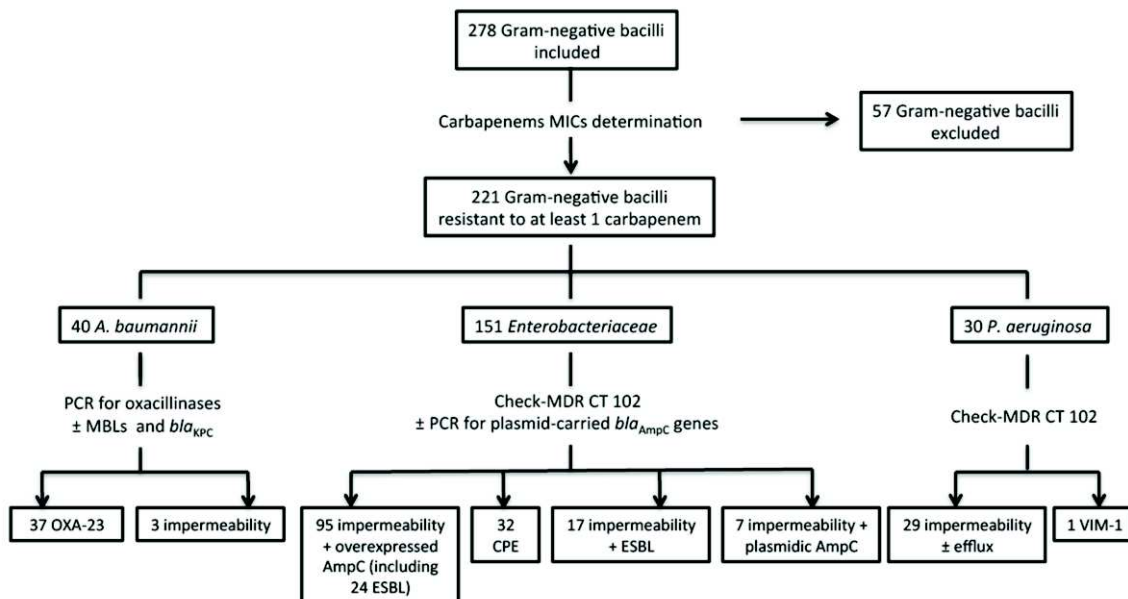 278 Gram-negative bacilli
included
Carbapenems MICs determination
57 Gram-negative bacilli
excluded
221 Gram-negative bacilli
resistant to at least 1 carbapenem
40 A. baumannii
151 Enterobacteriaceae
30 P. aeruginosa
PCR for oxacillinases
± MBLs and blaKPC
Check-MDR CT 102
± PCR for plasmid-carried blaAmpC genes
Check-MDR CT 102
37 OXA-23
3 impermeability
95 impermeability
+ overexpressed
AmpC (including
24 ESBL)
32
CPE
17 impermeability
+ ESBL
7 impermeability +
plasmidic AmpC
29 impermeability
± efflux
1 VIM-1